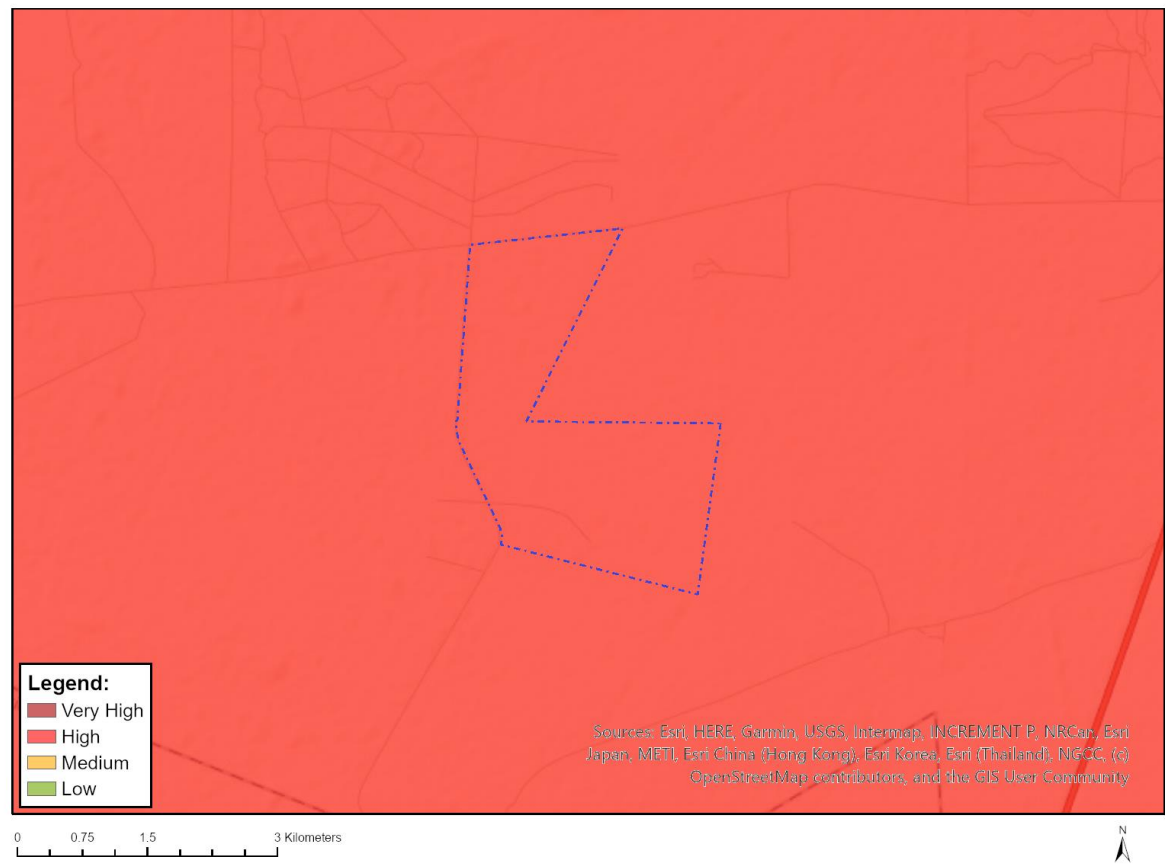 Legend:
Very High
High
Medium
Low
Sources: Esri, HERE, Garmin, USGS, Intermap, INCREMENT P, NRCan, Esri
Japan, METI, Esri China (Hong Kong), Esri Korea, Esri (Thailand), NGCC, (c)
OpenStreetMap contributors, and the GIS User Community
0 0.75 1.5 3 Kilometers
N